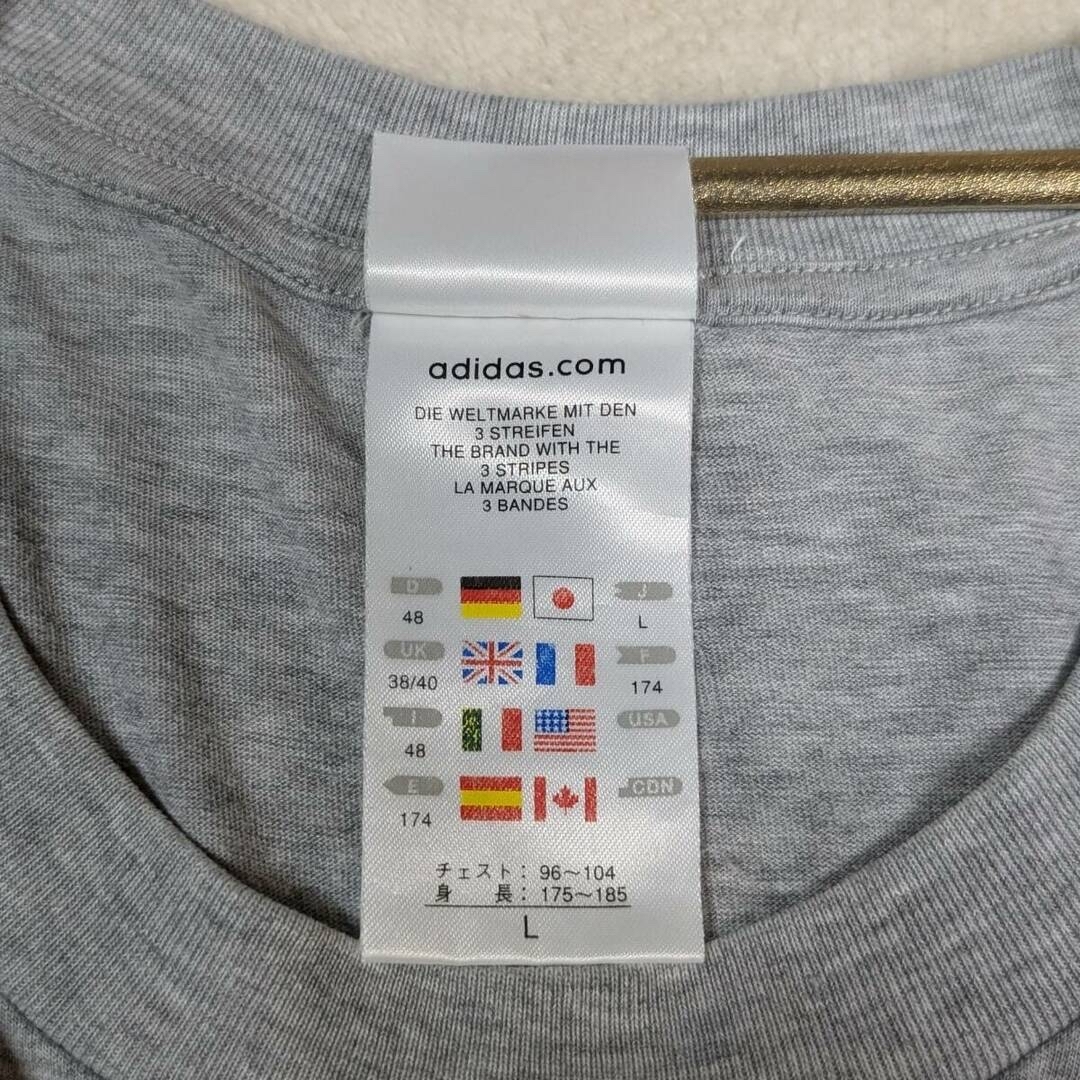 adidas.com
DIE WELTMARKE MIT DEN
3 STREIFEN
THE BRAND WITH THE
3 STRIPES
LA MARQUE AUX
3 BANDES
D J
48 L
UK F
38/40 174
I USA
48
E CDN
174
チェスト：96〜104
身 長：175〜185
L